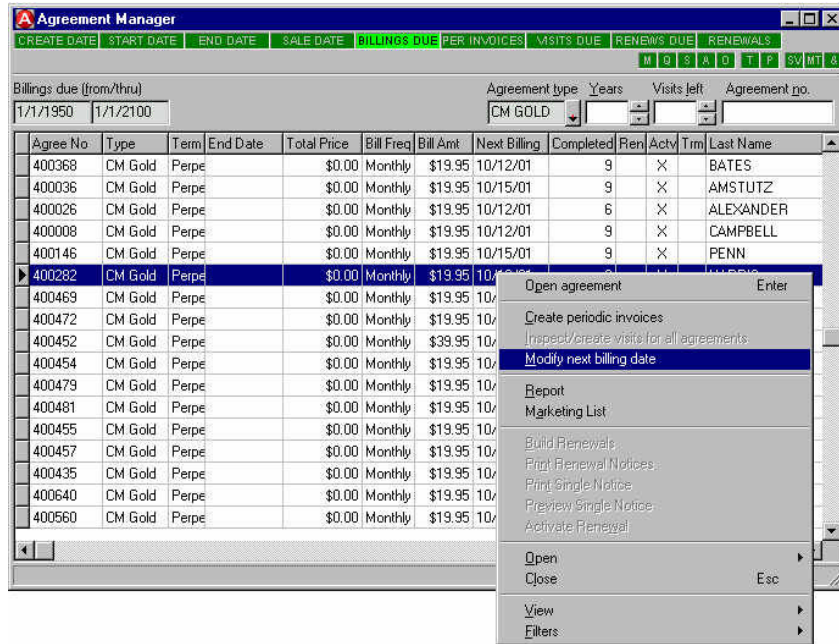 Agreement Manager
CREATE DATE START DATE END DATE SALE DATE BILLINGS DUE PER INVOICES VISITS DUE RENEWS DUE RENEWALS
M Q S A O T P SV MT &
Billings due (from/thru) Agreement type Years Visits left Agreement no.
1/1/1950 1/1/2100 CM GOLD
Agree No Type Term End Date Total Price Bill Freq Bill Amt Next Billing Completed Ren Actv Trm Last Name
400368 CM Gold Perpe $0.00 Monthly $19.95 10/12/01 9 X BATES
400036 CM Gold Perpe $0.00 Monthly $19.95 10/15/01 9 X AMSTUTZ
400026 CM Gold Perpe $0.00 Monthly $19.95 10/12/01 6 X ALEXANDER
400008 CM Gold Perpe $0.00 Monthly $19.95 10/12/01 9 X CAMPBELL
400146 CM Gold Perpe $0.00 Monthly $19.95 10/15/01 9 X PENN
400282 CM Gold Perpe $0.00 Monthly $19.95
400469 CM Gold Perpe $0.00 Monthly $19.95 10/
400472 CM Gold Perpe $0.00 Monthly $19.95 10/
400452 CM Gold Perpe $0.00 Monthly $39.95 10/
400454 CM Gold Perpe $0.00 Monthly $19.95 10/
400479 CM Gold Perpe $0.00 Monthly $19.95 10/
400481 CM Gold Perpe $0.00 Monthly $19.95 10/
400455 CM Gold Perpe $0.00 Monthly $19.95 10/
400457 CM Gold Perpe $0.00 Monthly $19.95 10/
400435 CM Gold Perpe $0.00 Monthly $19.95 10/
400640 CM Gold Perpe $0.00 Monthly $19.95 10/
400560 CM Gold Perpe $0.00 Monthly $19.95 10/
Open agreement Enter
Create periodic invoices
Inspect/create visits for all agreements
Modify next billing date
Report
Marketing List
Build Renewals
Print Renewal Notices
Print Single Notice
Preview Single Notice
Activate Renewal
Open
Close Esc
View
Filters